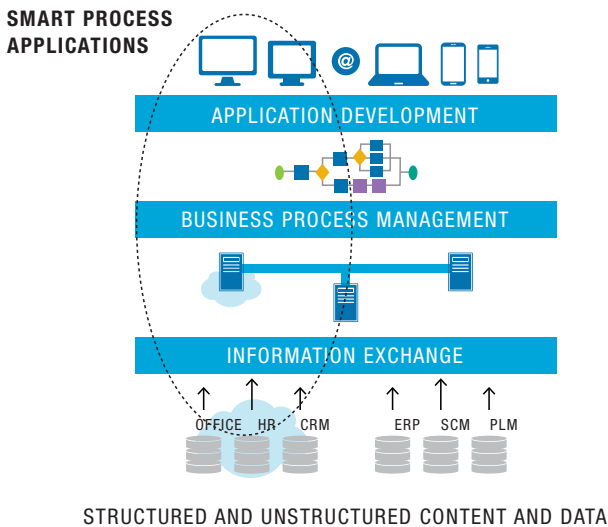 SMART PROCESS
APPLICATIONS
@
APPLICATION DEVELOPMENT
BUSINESS PROCESS MANAGEMENT
INFORMATION EXCHANGE
OFFICE HR CRM ERP SCM PLM
STRUCTURED AND UNSTRUCTURED CONTENT AND DATA